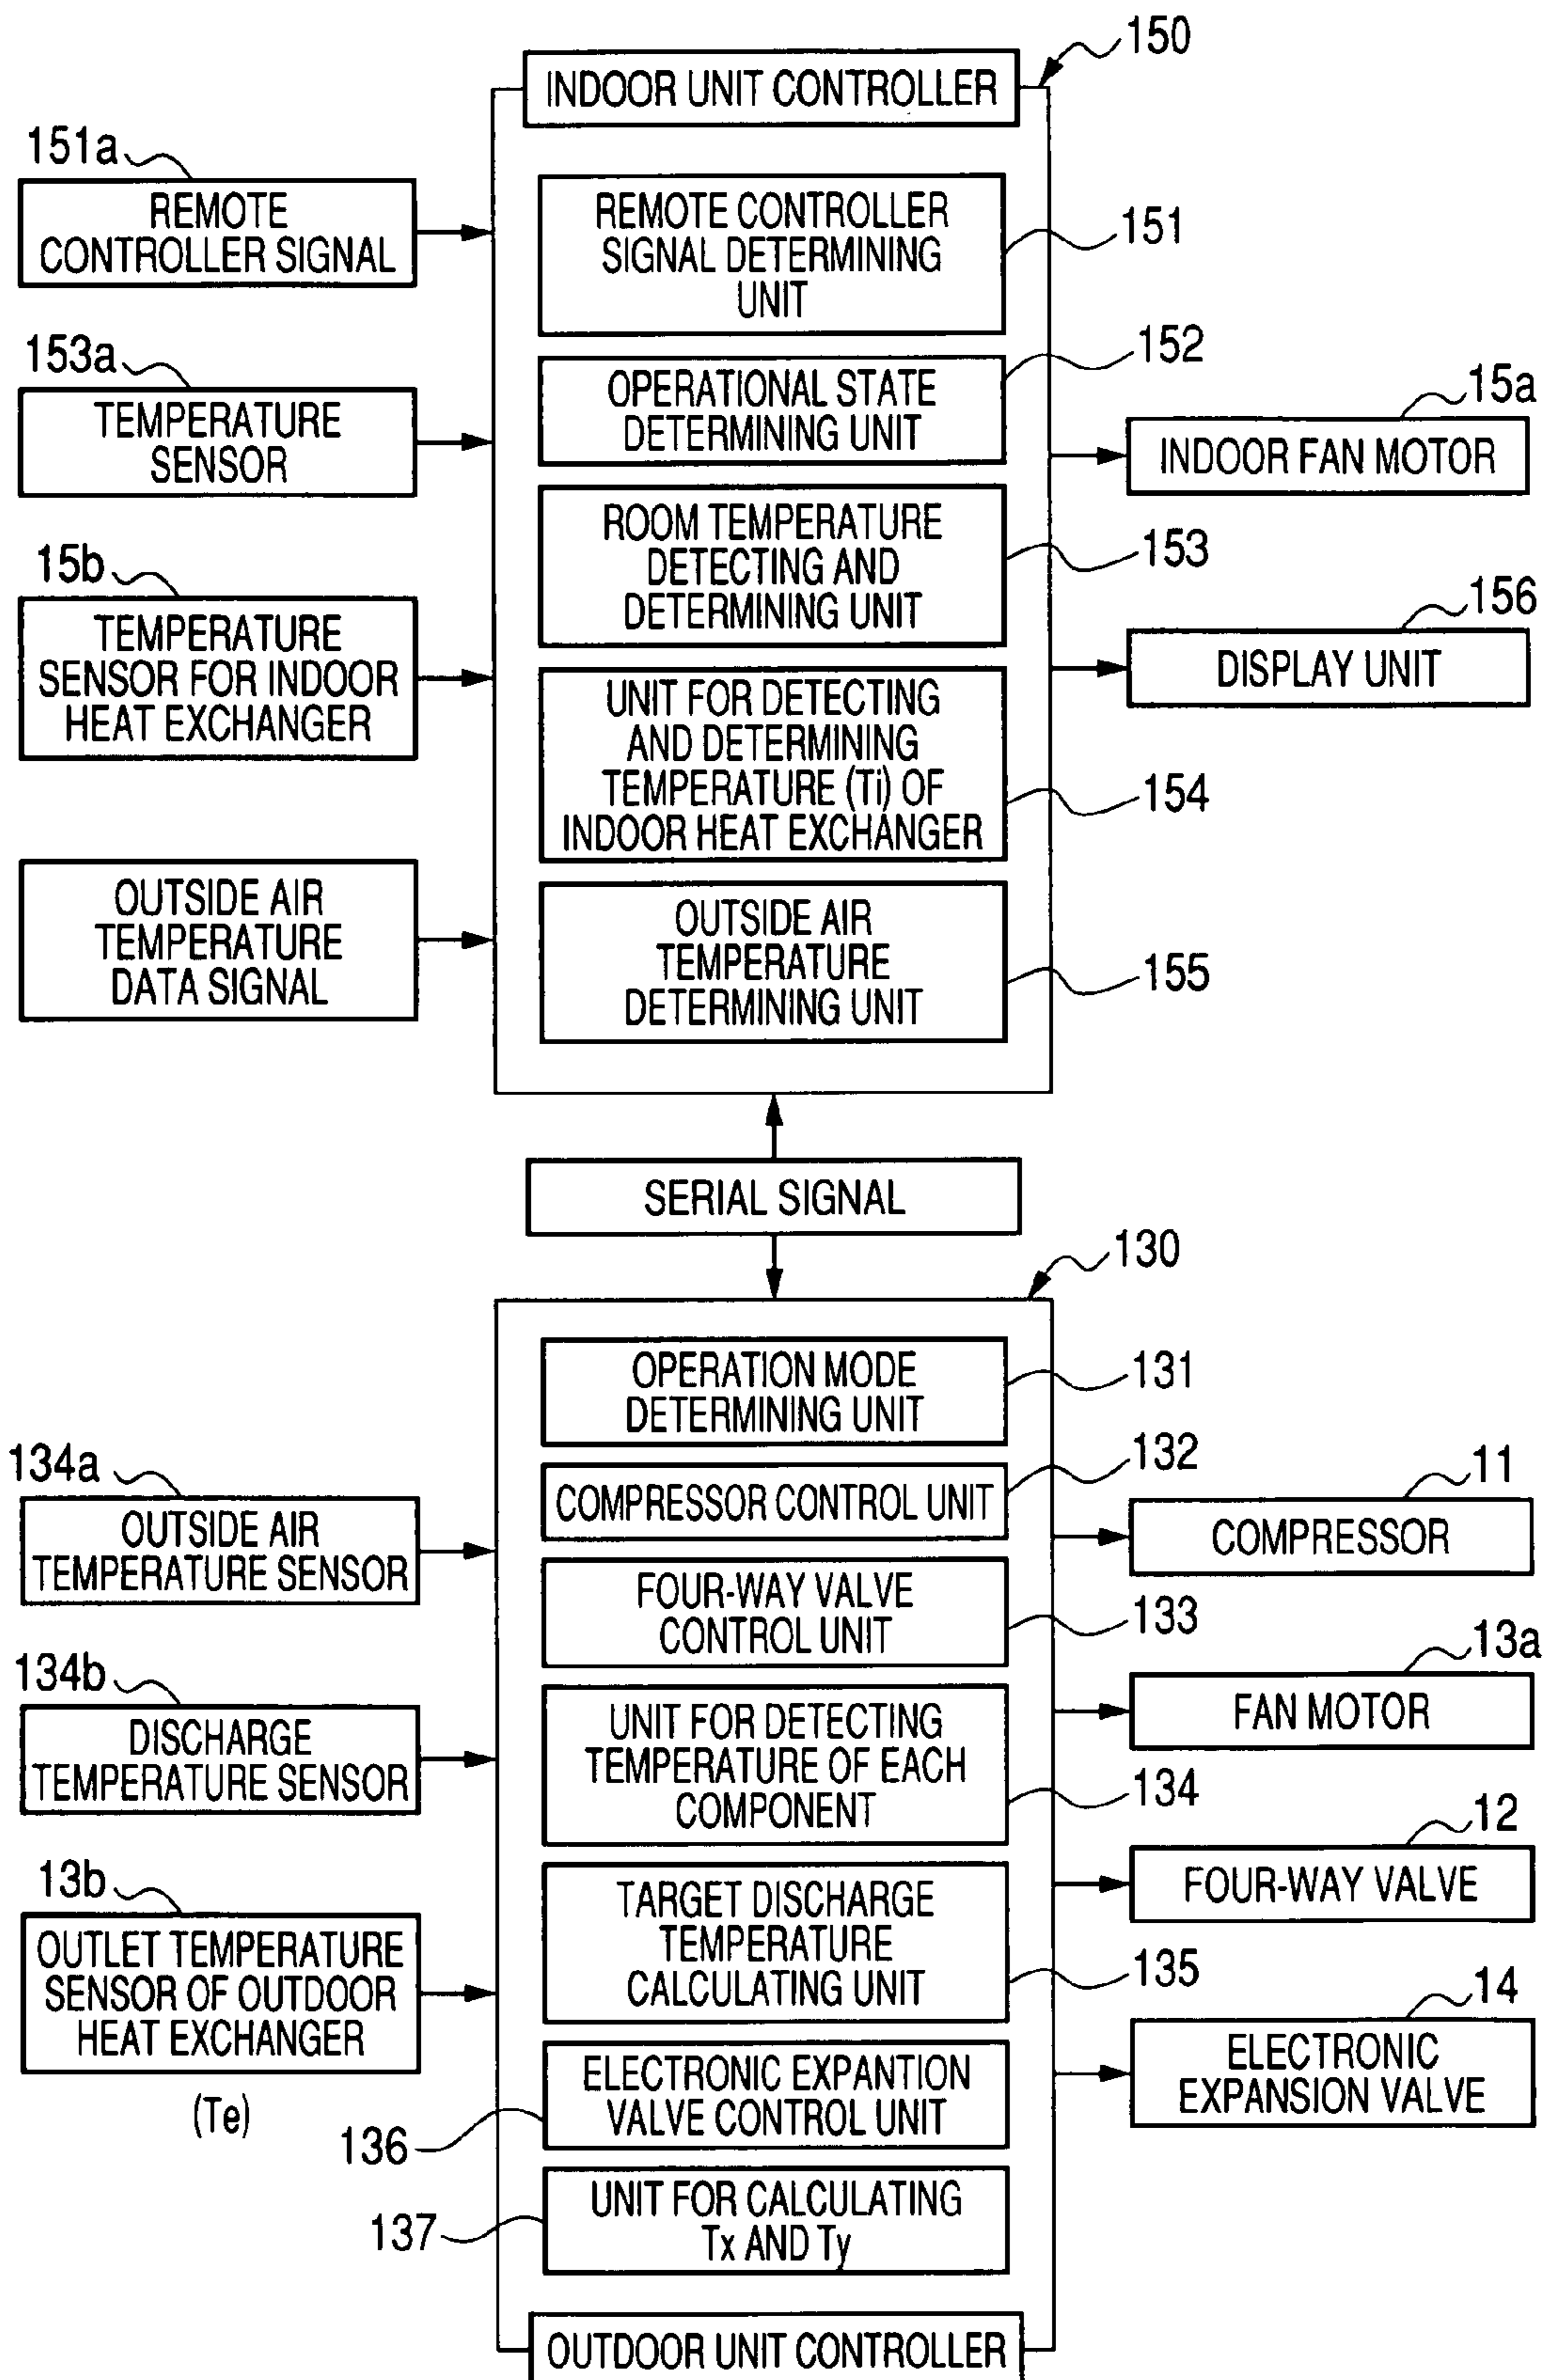 150
INDOOR UNIT CONTROLLER
151a
REMOTE
CONTROLLER SIGNAL
REMOTE CONTROLLER
SIGNAL DETERMINING
UNIT
151
153a
TEMPERATURE
SENSOR
OPERATIONAL STATE
DETERMINING UNIT
152
15a
INDOOR FAN MOTOR
15b
TEMPERATURE
SENSOR FOR INDOOR
HEAT EXCHANGER
ROOM TEMPERATURE
DETECTING AND
DETERMINING UNIT
153
156
DISPLAY UNIT
UNIT FOR DETECTING
AND DETERMINING
TEMPERATURE (Ti) OF
INDOOR HEAT EXCHANGER
154
OUTSIDE AIR
TEMPERATURE
DATA SIGNAL
OUTSIDE AIR
TEMPERATURE
DETERMINING UNIT
155
SERIAL SIGNAL
130
OPERATION MODE
DETERMINING UNIT
131
134a
OUTSIDE AIR
TEMPERATURE SENSOR
COMPRESSOR CONTROL UNIT
132
11
COMPRESSOR
FOUR-WAY VALVE
CONTROL UNIT
133
13a
FAN MOTOR
134b
DISCHARGE
TEMPERATURE SENSOR
UNIT FOR DETECTING
TEMPERATURE OF EACH
COMPONENT
134
12
FOUR-WAY VALVE
13b
OUTLET TEMPERATURE
SENSOR OF OUTDOOR
HEAT EXCHANGER
(Te)
TARGET DISCHARGE
TEMPERATURE
CALCULATING UNIT
135
14
ELECTRONIC
EXPANSION VALVE
ELECTRONIC EXPANTION
VALVE CONTROL UNIT
136
UNIT FOR CALCULATING
Tx AND Ty
137
OUTDOOR UNIT CONTROLLER